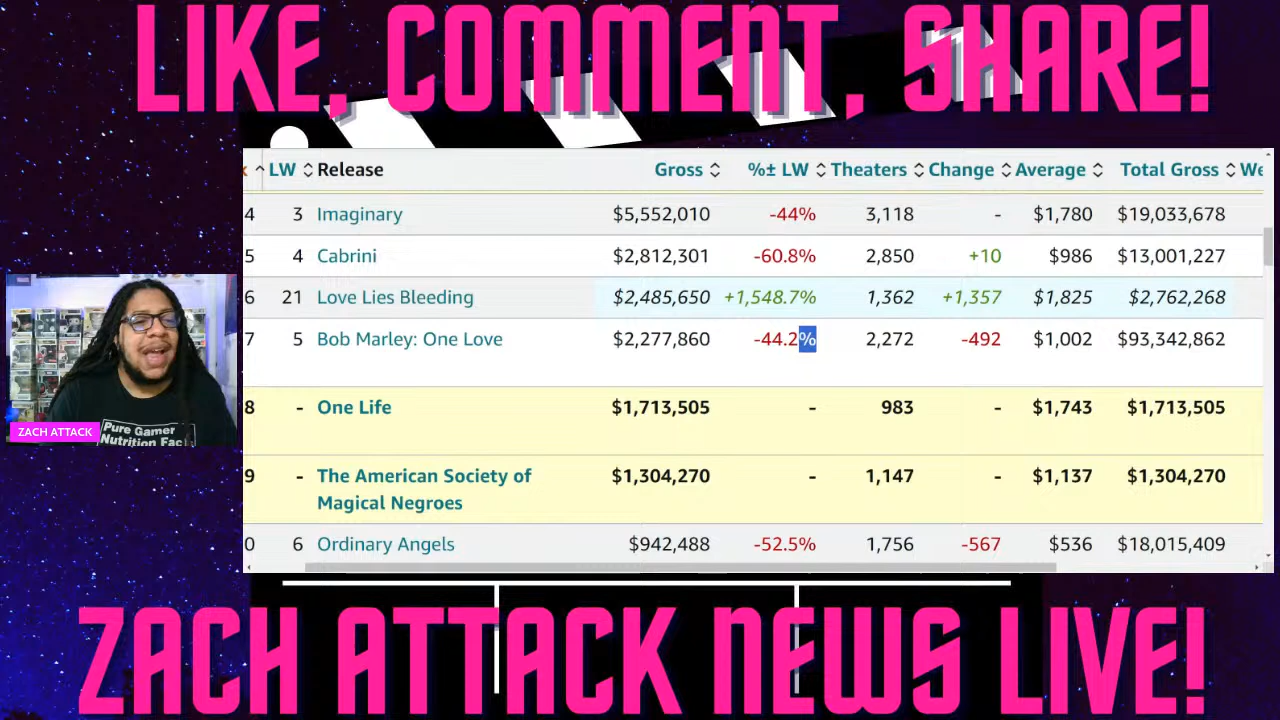 LIKE, COMMENT, SHARE!
LW Release Gross %± LW Theaters Change Average Total Gross We
4 3 Imaginary $5,552,010 -44% 3,118 - $1,780 $19,033,678
5 4 Cabrini $2,812,301 -60.8% 2,850 +10 $986 $13,001,227
6 21 Love Lies Bleeding $2,485,650 +1,548.7% 1,362 +1,357 $1,825 $2,762,268
7 5 Bob Marley: One Love $2,277,860 -44.2% 2,272 -492 $1,002 $93,342,862
8 - One Life $1,713,505 - 983 - $1,743 $1,713,505
9 - The American Society of $1,304,270 - 1,147 - $1,137 $1,304,270
Magical Negroes
0 6 Ordinary Angels $942,488 -52.5% 1,756 -567 $536 $18,015,409
Pure Gamer
Nutrition Fac
ZACH ATTACK
ZACH ATTACK NEWS LIVE!